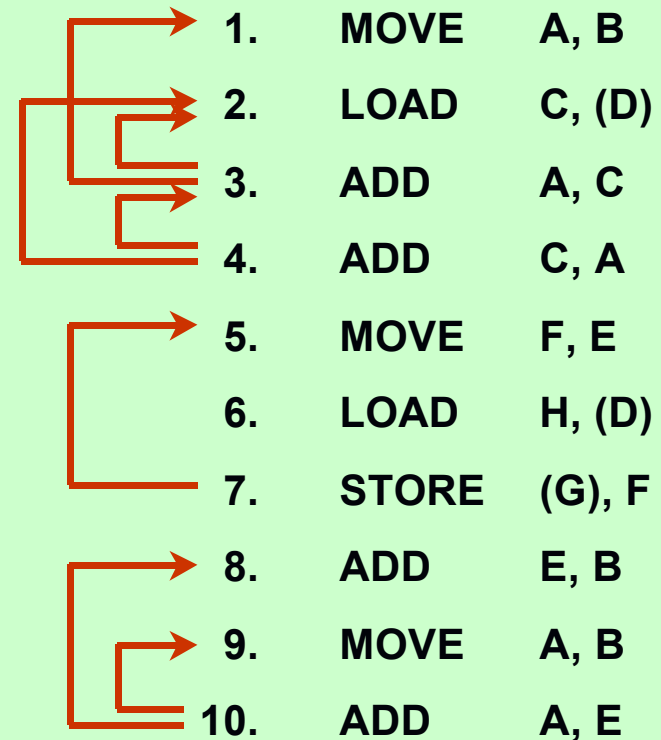 1. MOVE A, B
2. LOAD C, (D)
3. ADD A, C
4. ADD C, A
5. MOVE F, E
6. LOAD H, (D)
7. STORE (G), F
8. ADD E, B
9. MOVE A, B
10. ADD A, E